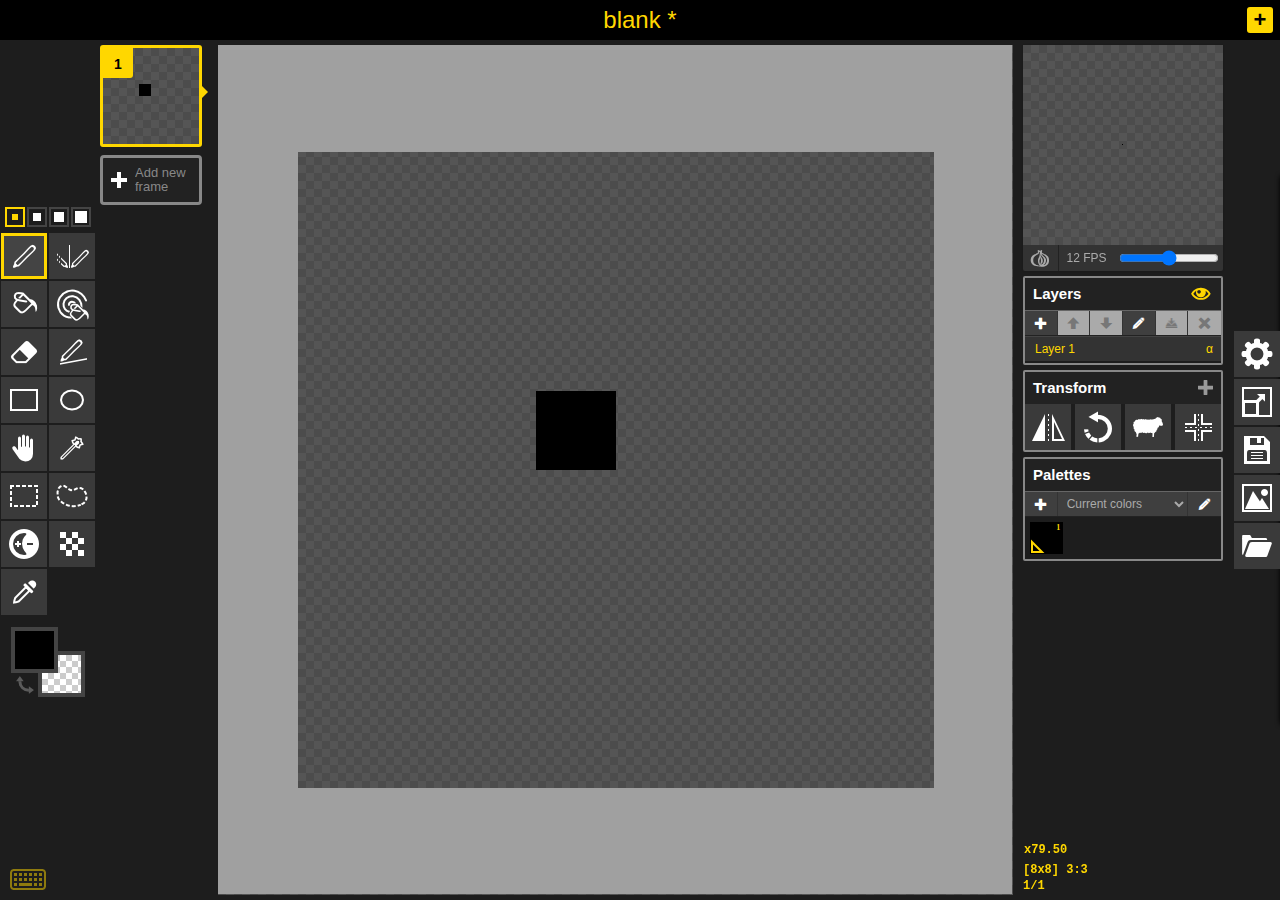 blank *
1
Add new
frame
12 FPS
Layers
Layer 1
α
Transform
Palettes
Current colors
1
x79.50
[8x8] 3:3
1/1